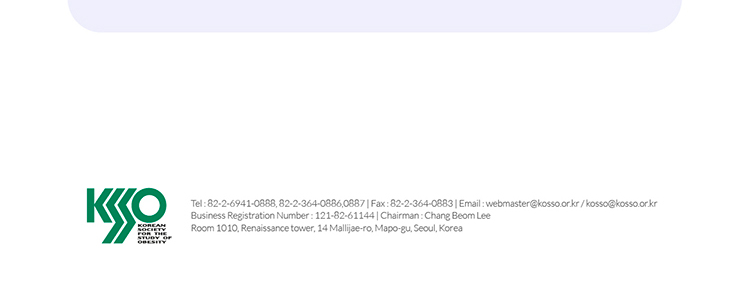 KSSO
KOREAN
SOCIETY
FOR THE
STUDY OF
OBESITY
Tel : 82-2-6941-0888, 82-2-364-0886,0887 | Fax : 82-2-364-0883 | Email : webmaster@kosso.or.kr / kosso@kosso.or.kr
Business Registration Number : 121-82-61144 | Chairman : Chang Beom Lee
Room 1010, Renaissance tower, 14 Mallijae-ro, Mapo-gu, Seoul, Korea